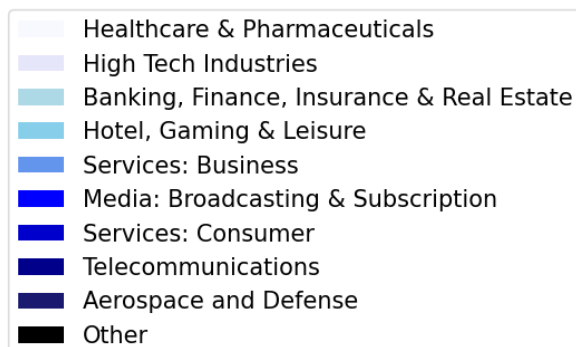 Healthcare & Pharmaceuticals
High Tech Industries
Banking, Finance, Insurance & Real Estate
Hotel, Gaming & Leisure
Services: Business
Media: Broadcasting & Subscription
Services: Consumer
Telecommunications
Aerospace and Defense
Other